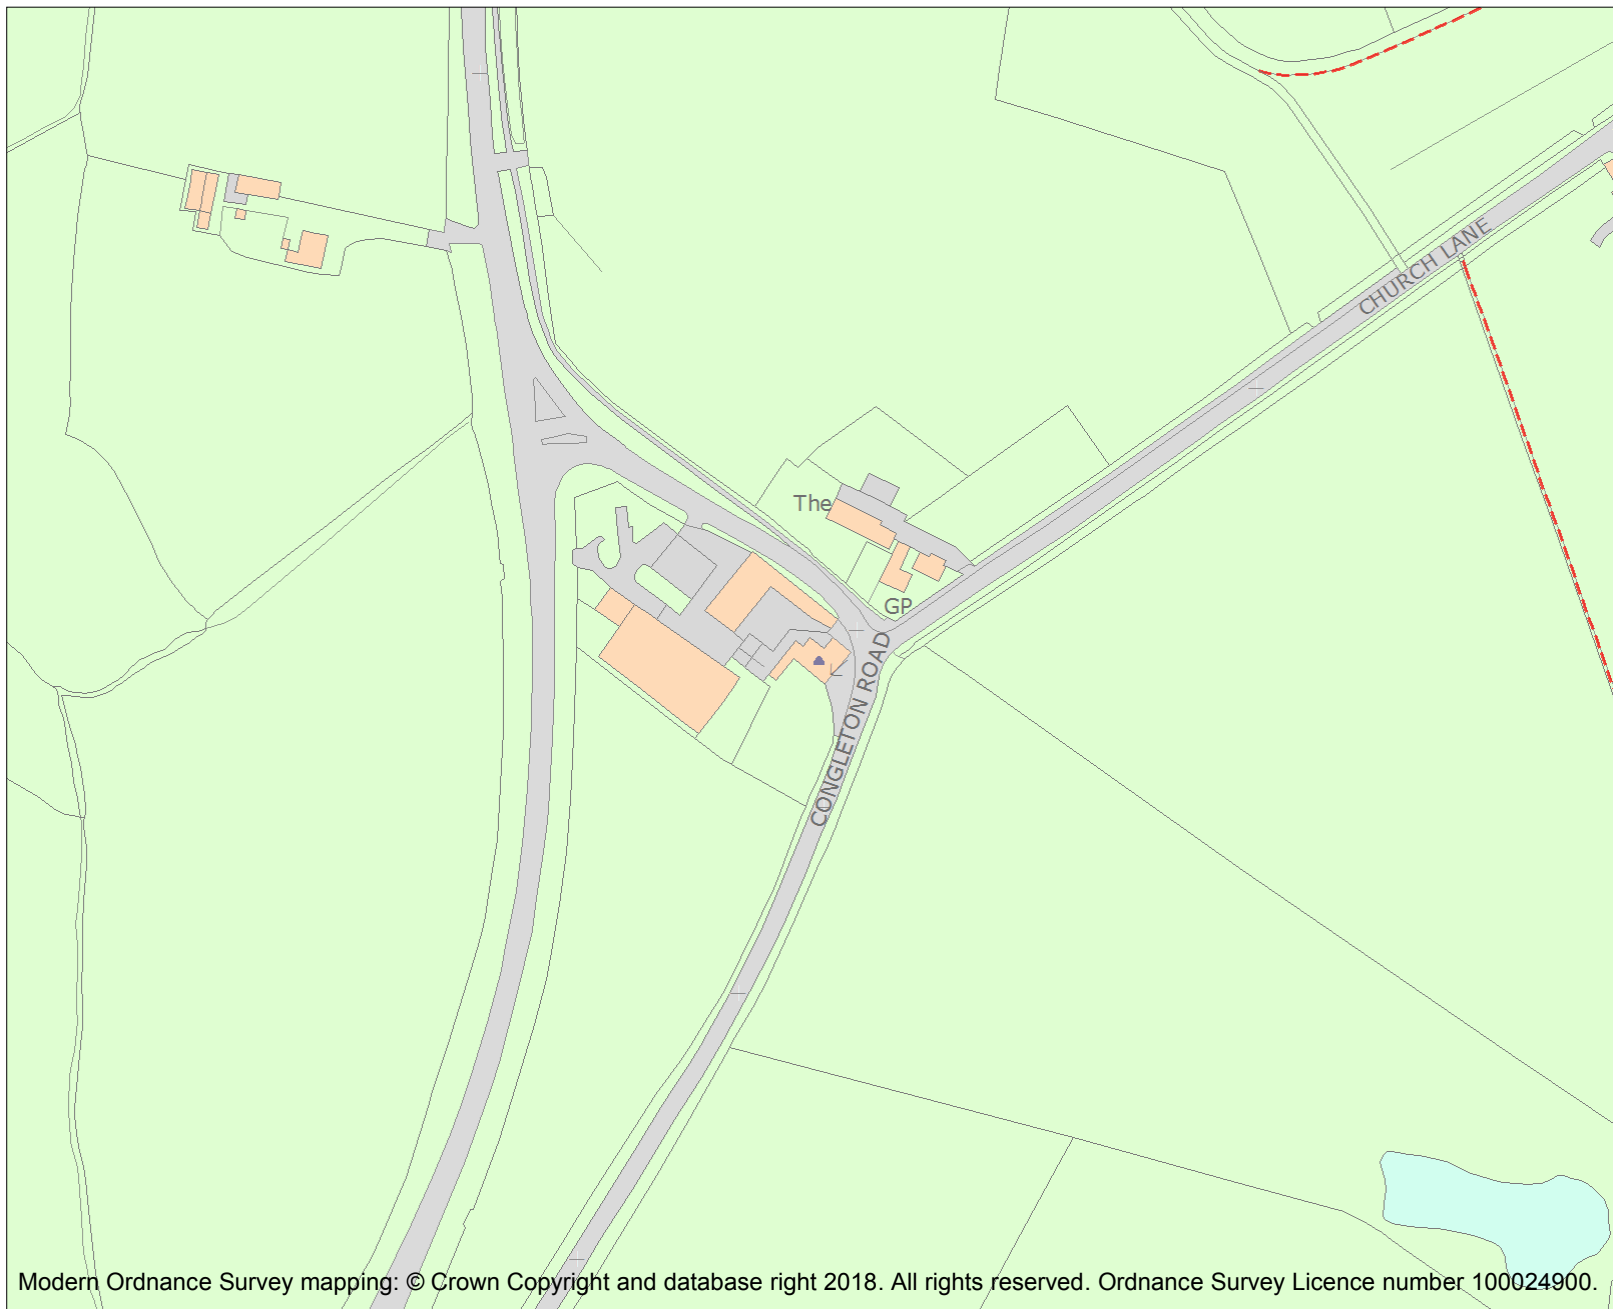 CHURCH LANE
The
GP
CONGLETON ROAD
Modern Ordnance Survey mapping: © Crown Copyright and database right 2018. All rights reserved. Ordnance Survey Licence number 100024900.